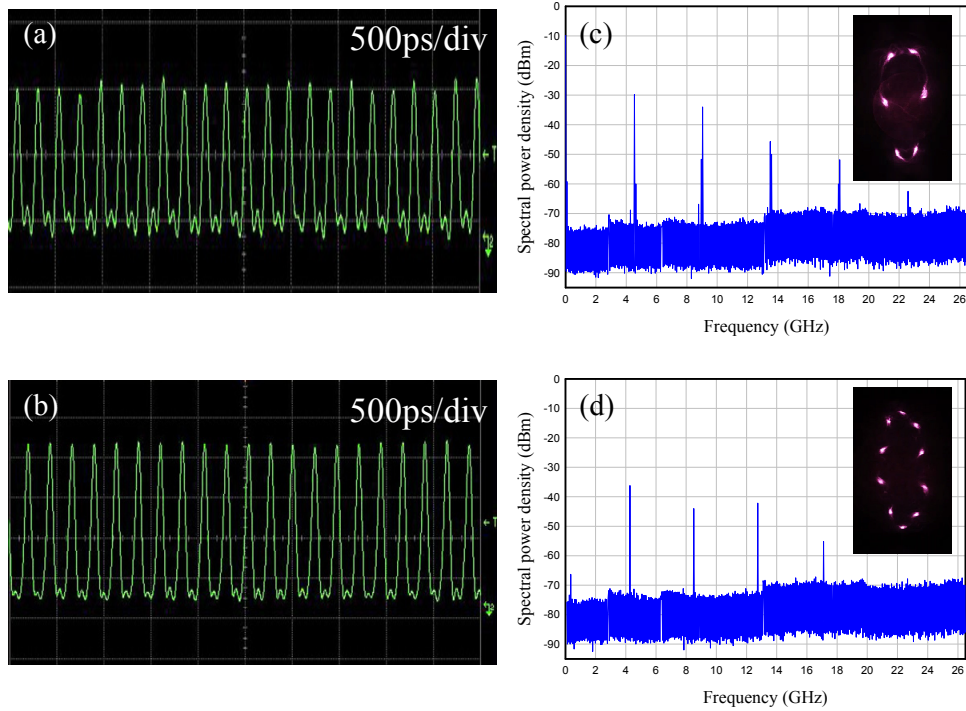 (a)
500ps/div
T
12
(b)
500ps/div
T
(c)
Spectral power density (dBm)
0
-10
-20
-30
-40
-50
-60
-70
-80
-90
0 2 4 6 8 10 12 14 16 18 20 22 24 26
Frequency (GHz)
(d)
Spectral power density (dBm)
0
-10
-20
-30
-40
-50
-60
-70
-80
-90
0 2 4 6 8 10 12 14 16 18 20 22 24 26
Frequency (GHz)